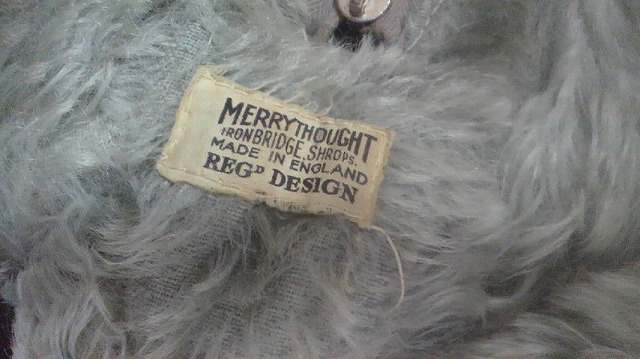 MERRYTHOUGHT
IRONBRIDGE, SHROPS.
MADE IN ENGLAND
REGᴰ DESIGN